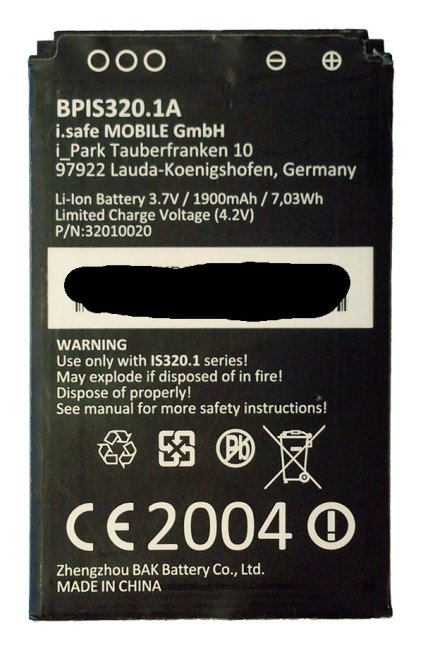 BPIS320.1A
i.safe MOBILE GmbH
i_Park Tauberfranken 10
97922 Lauda-Koenigshofen, Germany
Li-Ion Battery 3.7V / 1900mAh / 7,03Wh
Limited Charge Voltage (4.2V)
P/N:32010020
WARNING
Use only with IS320.1 series!
May explode if disposed of in fire!
Dispose of properly!
See manual for more safety instructions!
Pb
CE 2004 !
Zhengzhou BAK Battery Co., Ltd.
MADE IN CHINA